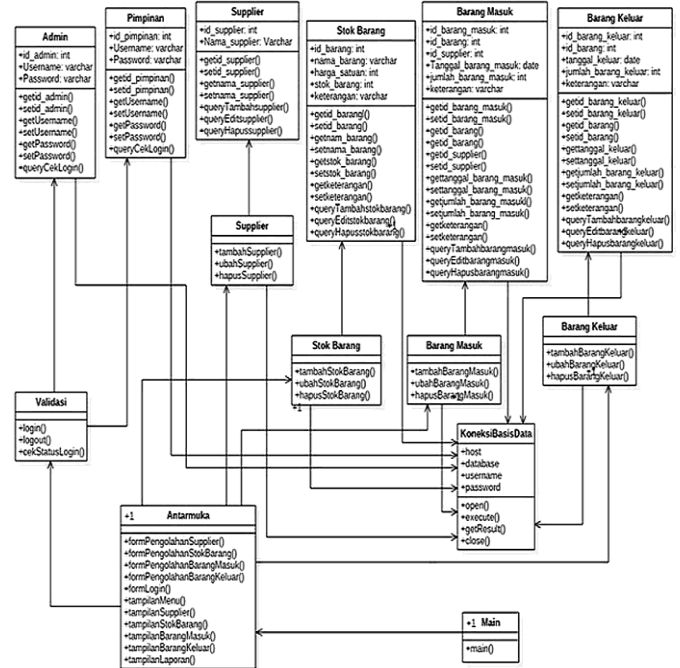 Admin
+id_admin: int
+Username: varchar
+Password: varchar
+getid_admin()
+setid_admin()
+getUsername()
+setUsername()
+getPassword()
+setPassword()
+queryCekLogin()
Pimpinan
+id_pimpinan: int
+Username: varchar
+Password: varchar
+getd_pimpinan()
+setid_pimpinan()
+getUsername()
+setUsername()
+getPassword()
+setPassword()
+queryCekLogin()
Supplier
+id_supplier: int
+Nama_supplier: Varchar
+getid_supplier()
+setid_supplier()
+getnama_supplier()
+setnama_supplier()
+queryTambahsupplier()
+queryEditsupplier()
+queryHapussupplier()
Stok Barang
+id_barang: int
+nama_barang: varchar
+harga_satuan: int
+stok_barang: int
+keterangan: varchar
+getid_barangl()
+setid_barang()
+getnam_barang()
+setnama_barang()
+getstok_barang()
+setstok_barang()
+getketerangan()
+setketerangan()
+queryTambahstokbarang()
+queryEditstokbarang()
+queryHapusstokbarang()
Barang Masuk
+id_barang_masuk: int
+id_barang: int
+id_supplier: int
+Tanggal_barang_masuk: date
+jumlah_barang_masuk: int
+keterangan: varchar
+getid_barang_masuk()
+setid_barang_masuk()
+getid_barang()
+setid_barang()
+getid_supplier()
+setid_supplier()
+gettanggal_barang_masuk()
+settanggal_barang_masuk()
+getjumlah_barang_masuk()
+setjumlah_barang_masuk()
+getketerangan()
+setketerangan()
+queryTambahbarangmasuk()
+queryEditbarangmasuk()
+queryHapusbarangmasuk()
Barang Keluar
+id_barang_keluar: int
+id_barang: int
+tanggal_keluar: date
+jumlah_barang_keluar: int
+keterangan: varchar
+getid_barang_keluar()
+setid_barang_keluar()
+getid_barang()
+setid_barang()
+gettanggal_keluar()
+settanggal_keluar()
+getjumlah_barang_keluar()
+setjumlah_barang_keluar()
+getketerangan()
+setketerangan()
+queryTambahbarangkeluar()
+queryEditbarangkeluar()
+queryHapusbarangkeluar()
Supplier
+tambahSupplier()
+ubahSupplier()
+hapusSupplier()
Stok Barang
+tambahStokBarang()
+ubahStokBarang()
+hapusStokBarang()
+1
Barang Masuk
+tambahBarangMasuk()
+ubahBarangMasuk()
+hapusBarangMasuk()
Barang Keluar
+tambahBarangKeluar()
+ubahBarangKeluar()
+hapusBarangKeluar()
Validasi
+login()
+logout()
+cekStatusLogin()
KoneksiBasisData
+host
+database
+username
+password
+open()
+execute()
+getResult()
+close()
+1 Antarmuka
+formPengolahanSupplier()
+formPengolahanStokBarang()
+formPengolahanBarangMasuk()
+formPengolahanBarangKeluar()
+formLogin()
+tampilanMenu()
+tampilanSupplier()
+tampilanStokBarang()
+tampilanBarangMasuk()
+tampilanBarangKeluar()
+tampilanLaporan()
+1 Main
+main()